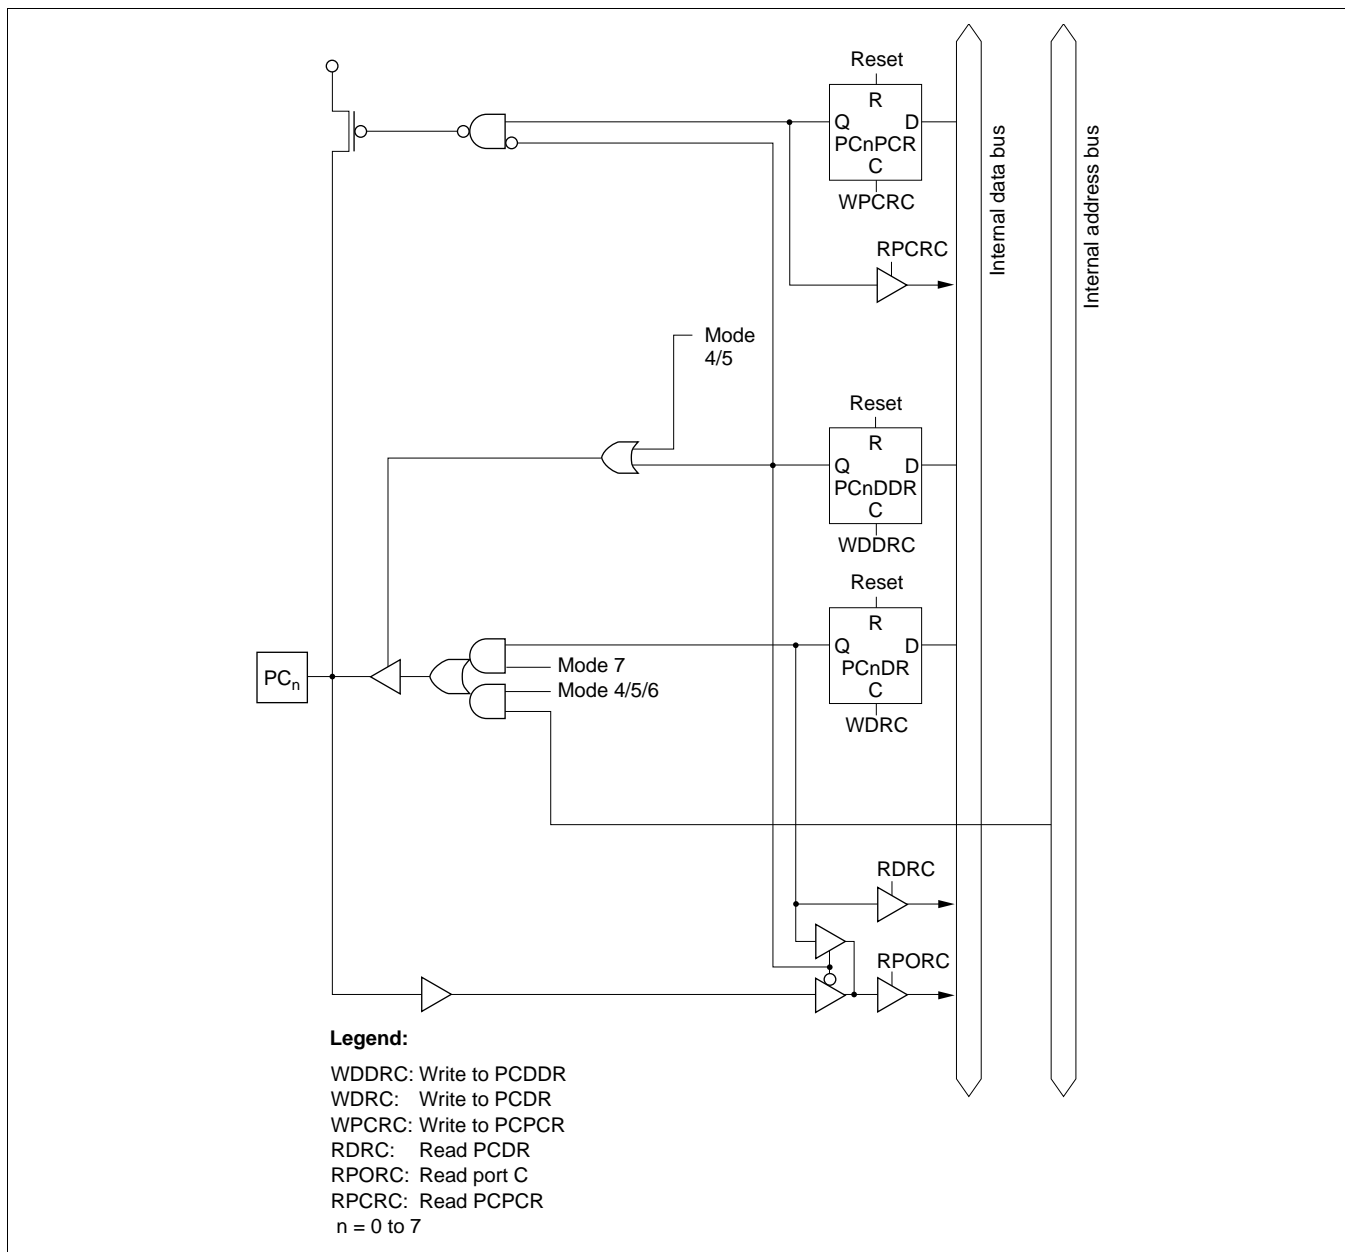 Reset
R
Q D
PCnPCR
C
WPCRC
Internal data bus
Internal address bus
RPCRC
Mode
4/5
Reset
R
Q D
PCnDDR
C
WDDRC
Reset
R
Q D
PCnDR
C
WDRC
PCn
Mode 7
Mode 4/5/6
RDRC
RPORC
Legend:
WDDRC: Write to PCDDR
WDRC: Write to PCDR
WPCRC: Write to PCPCR
RDRC: Read PCDR
RPORC: Read port C
RPCRC: Read PCPCR
n = 0 to 7